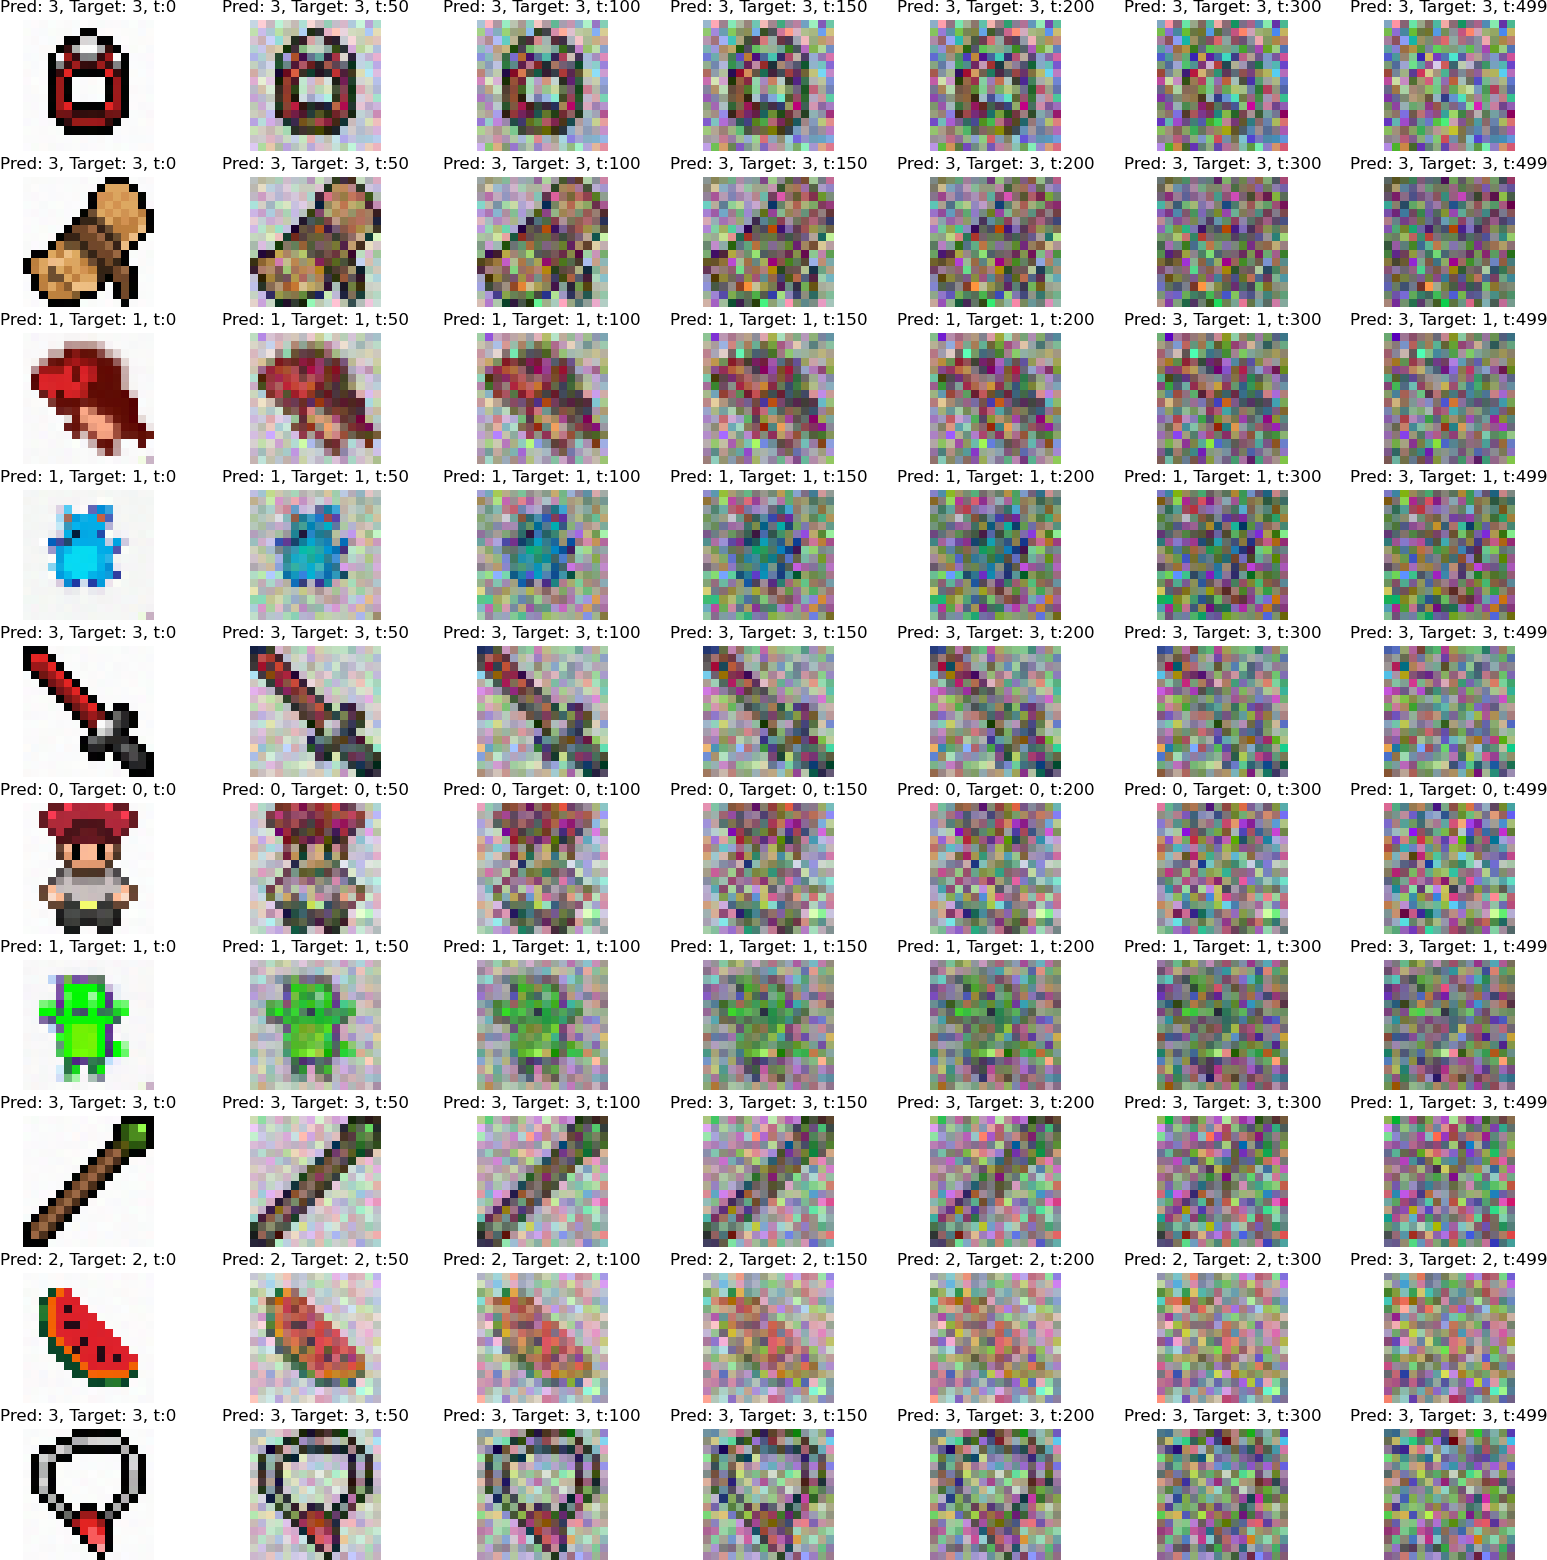 Pred: 3, Target: 3, t:0 Pred: 3, Target: 3, t:50 Pred: 3, Target: 3, t:100 Pred: 3, Target: 3, t:150 Pred: 3, Target: 3, t:200 Pred: 3, Target: 3, t:300 Pred: 3, Target: 3, t:499
Pred: 3, Target: 3, t:0 Pred: 3, Target: 3, t:50 Pred: 3, Target: 3, t:100 Pred: 3, Target: 3, t:150 Pred: 3, Target: 3, t:200 Pred: 3, Target: 3, t:300 Pred: 3, Target: 3, t:499
Pred: 1, Target: 1, t:0 Pred: 1, Target: 1, t:50 Pred: 1, Target: 1, t:100 Pred: 1, Target: 1, t:150 Pred: 1, Target: 1, t:200 Pred: 3, Target: 1, t:300 Pred: 3, Target: 1, t:499
Pred: 1, Target: 1, t:0 Pred: 1, Target: 1, t:50 Pred: 1, Target: 1, t:100 Pred: 1, Target: 1, t:150 Pred: 1, Target: 1, t:200 Pred: 1, Target: 1, t:300 Pred: 3, Target: 1, t:499
Pred: 3, Target: 3, t:0 Pred: 3, Target: 3, t:50 Pred: 3, Target: 3, t:100 Pred: 3, Target: 3, t:150 Pred: 3, Target: 3, t:200 Pred: 3, Target: 3, t:300 Pred: 3, Target: 3, t:499
Pred: 0, Target: 0, t:0 Pred: 0, Target: 0, t:50 Pred: 0, Target: 0, t:100 Pred: 0, Target: 0, t:150 Pred: 0, Target: 0, t:200 Pred: 0, Target: 0, t:300 Pred: 1, Target: 0, t:499
Pred: 1, Target: 1, t:0 Pred: 1, Target: 1, t:50 Pred: 1, Target: 1, t:100 Pred: 1, Target: 1, t:150 Pred: 1, Target: 1, t:200 Pred: 1, Target: 1, t:300 Pred: 3, Target: 1, t:499
Pred: 3, Target: 3, t:0 Pred: 3, Target: 3, t:50 Pred: 3, Target: 3, t:100 Pred: 3, Target: 3, t:150 Pred: 3, Target: 3, t:200 Pred: 3, Target: 3, t:300 Pred: 1, Target: 3, t:499
Pred: 2, Target: 2, t:0 Pred: 2, Target: 2, t:50 Pred: 2, Target: 2, t:100 Pred: 2, Target: 2, t:150 Pred: 2, Target: 2, t:200 Pred: 2, Target: 2, t:300 Pred: 3, Target: 2, t:499
Pred: 3, Target: 3, t:0 Pred: 3, Target: 3, t:50 Pred: 3, Target: 3, t:100 Pred: 3, Target: 3, t:150 Pred: 3, Target: 3, t:200 Pred: 3, Target: 3, t:300 Pred: 3, Target: 3, t:499